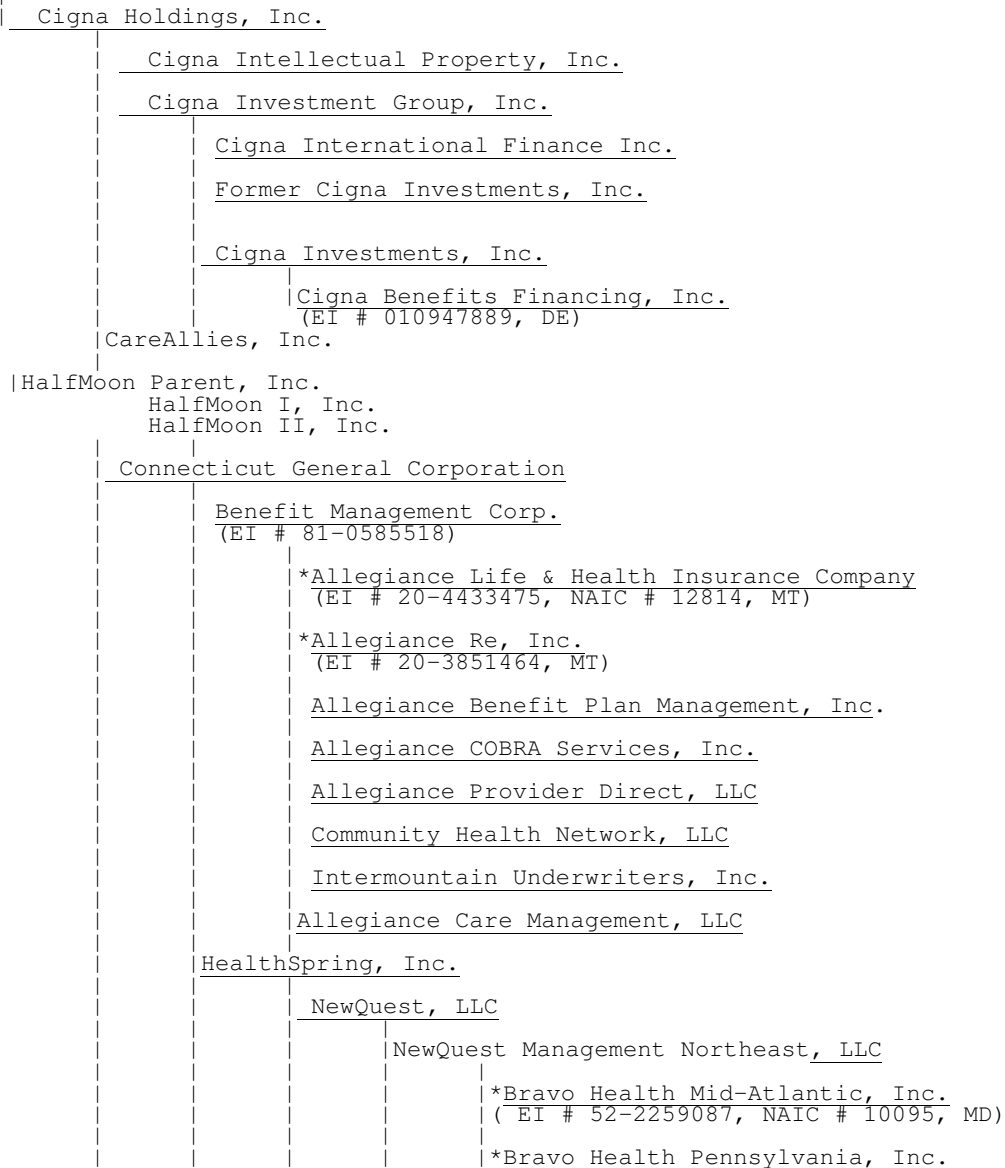 Cigna Holdings, Inc.
Cigna Intellectual Property, Inc.
Cigna Investment Group, Inc.
Cigna International Finance Inc.
Former Cigna Investments, Inc.
Cigna Investments, Inc.
Cigna Benefits Financing, Inc.
(EI # 010947889, DE)
CareAllies, Inc.
HalfMoon Parent, Inc.
HalfMoon I, Inc.
HalfMoon II, Inc.
Connecticut General Corporation
Benefit Management Corp.
(EI # 81-0585518)
*Allegiance Life & Health Insurance Company
(EI # 20-4433475, NAIC # 12814, MT)
*Allegiance Re, Inc.
(EI # 20-3851464, MT)
Allegiance Benefit Plan Management, Inc.
Allegiance COBRA Services, Inc.
Allegiance Provider Direct, LLC
Community Health Network, LLC
Intermountain Underwriters, Inc.
Allegiance Care Management, LLC
HealthSpring, Inc.
NewQuest, LLC
NewQuest Management Northeast, LLC
*Bravo Health Mid-Atlantic, Inc.
( EI # 52-2259087, NAIC # 10095, MD)
*Bravo Health Pennsylvania, Inc.